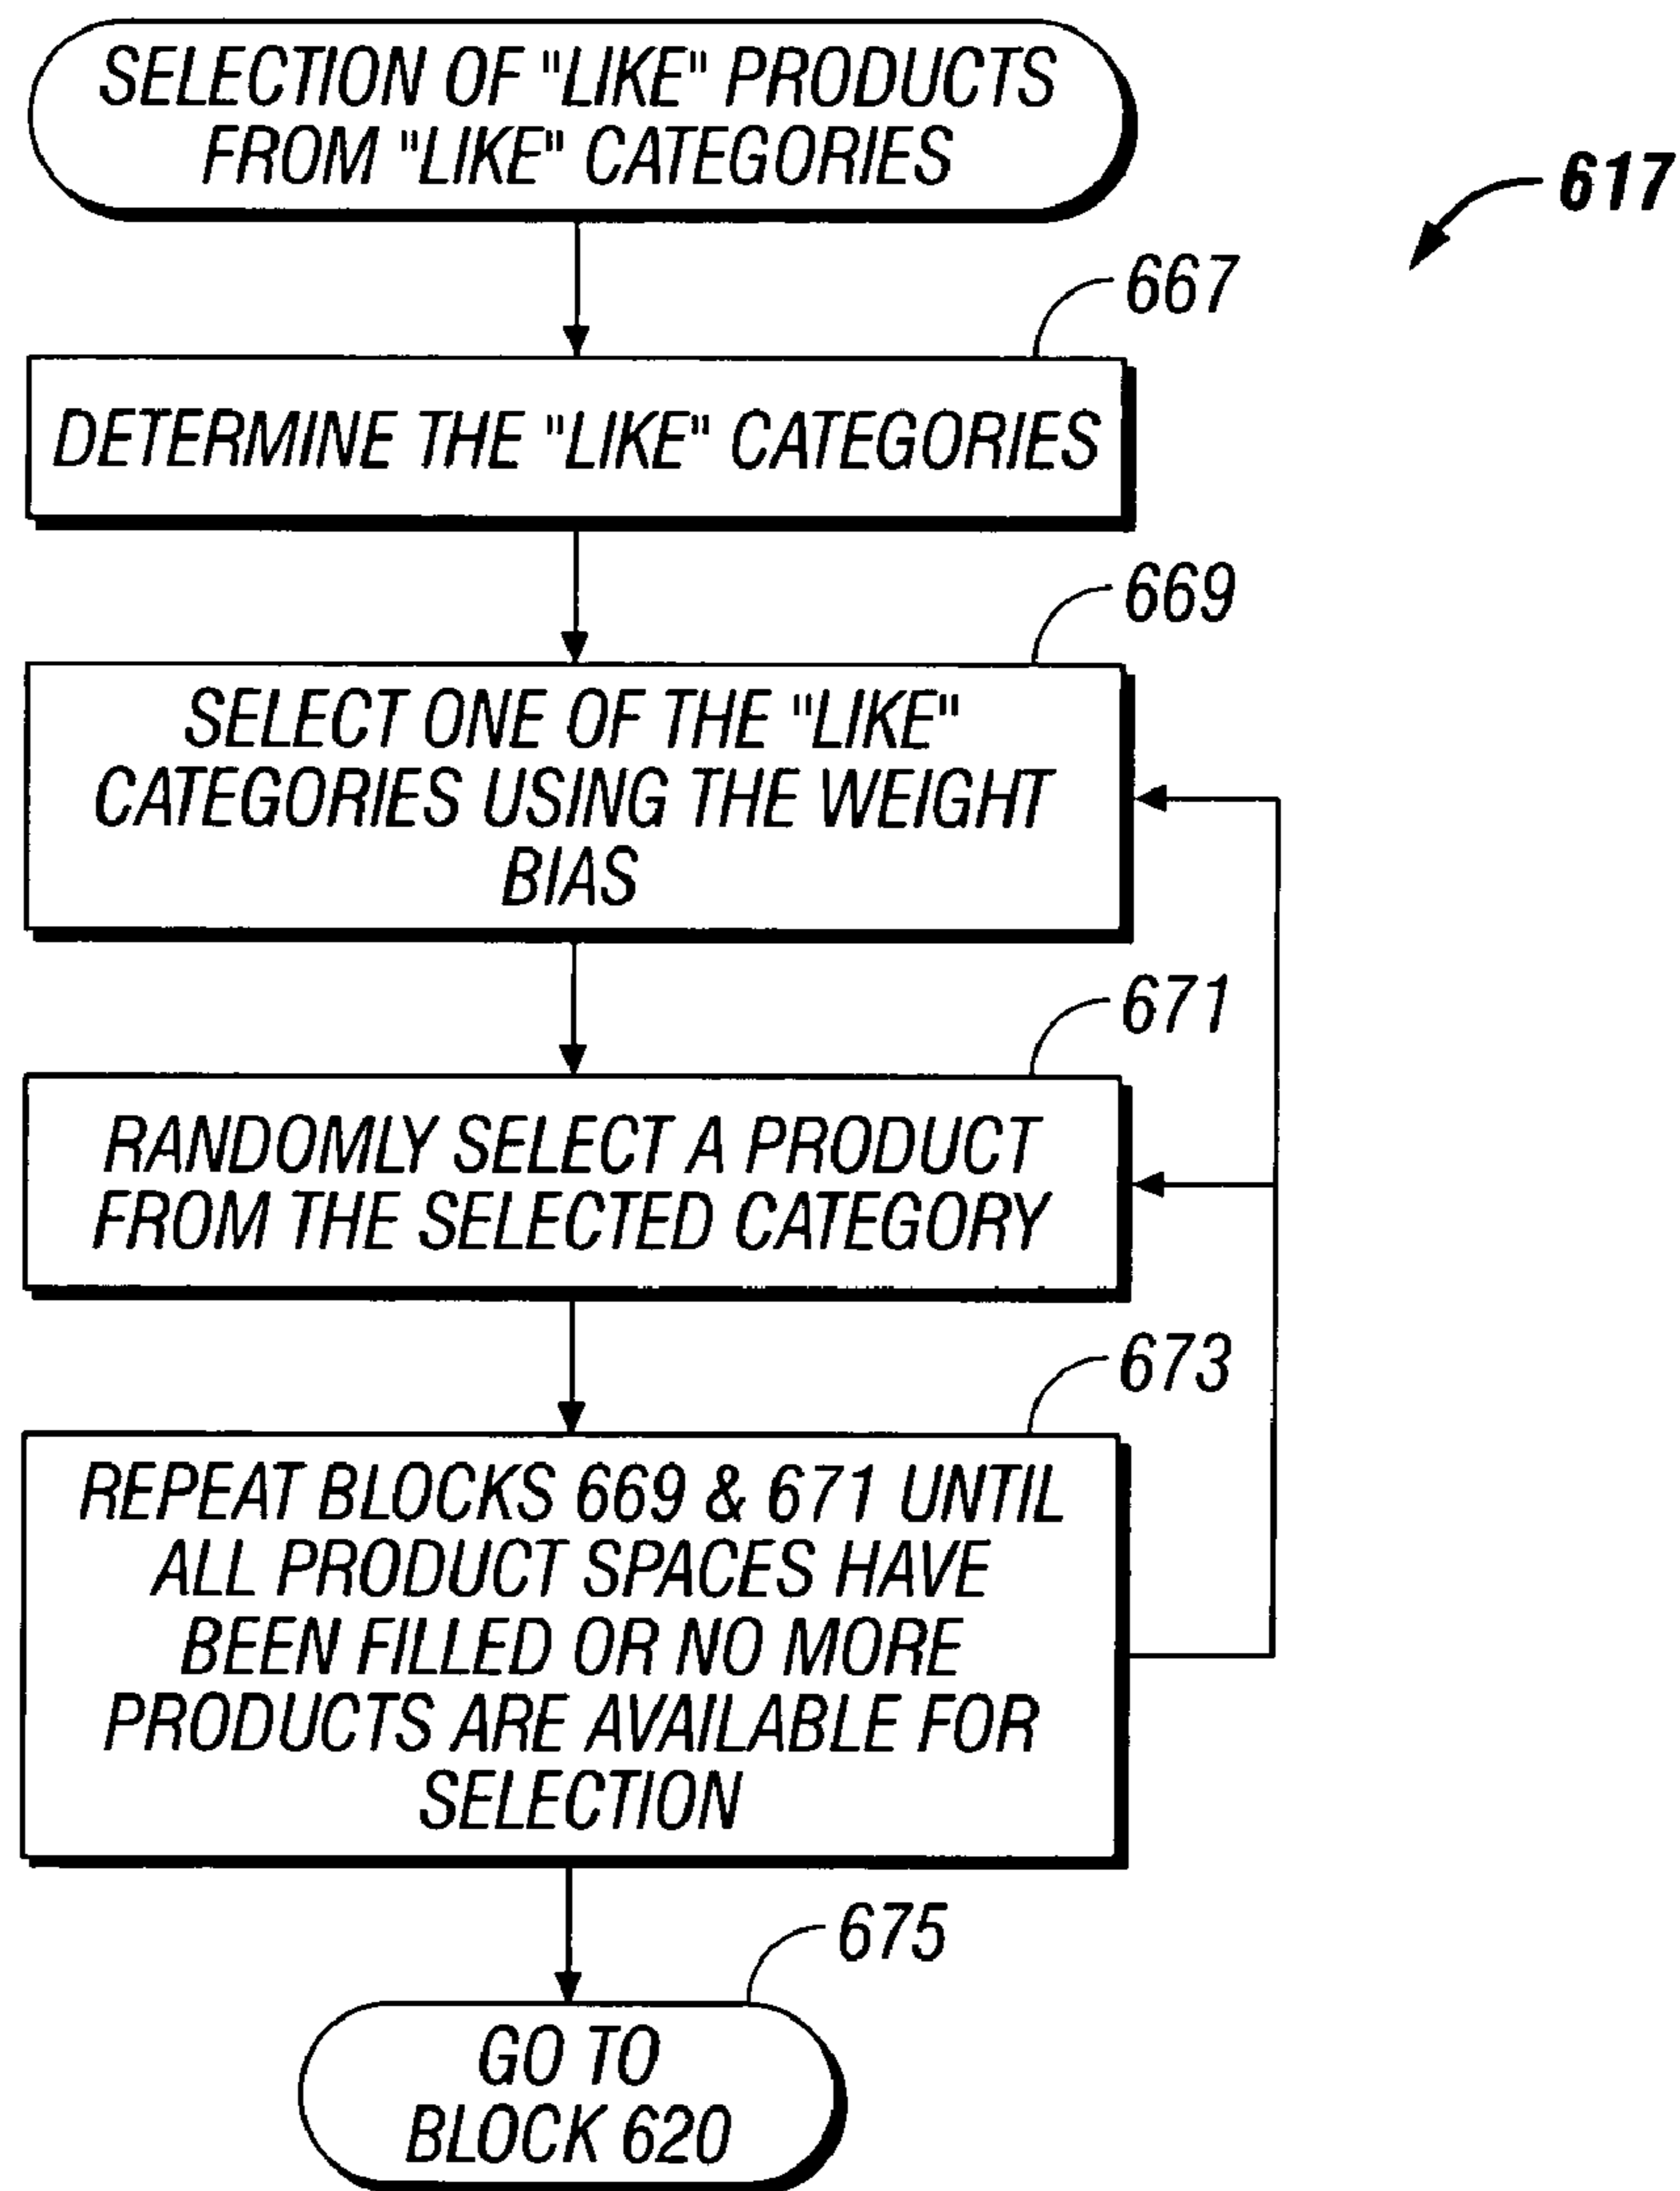 SELECTION OF "LIKE" PRODUCTS
FROM "LIKE" CATEGORIES
617
667
DETERMINE THE "LIKE" CATEGORIES
669
SELECT ONE OF THE "LIKE"
CATEGORIES USING THE WEIGHT
BIAS
671
RANDOMLY SELECT A PRODUCT
FROM THE SELECTED CATEGORY
673
REPEAT BLOCKS 669 & 671 UNTIL
ALL PRODUCT SPACES HAVE
BEEN FILLED OR NO MORE
PRODUCTS ARE AVAILABLE FOR
SELECTION
675
GO TO
BLOCK 620